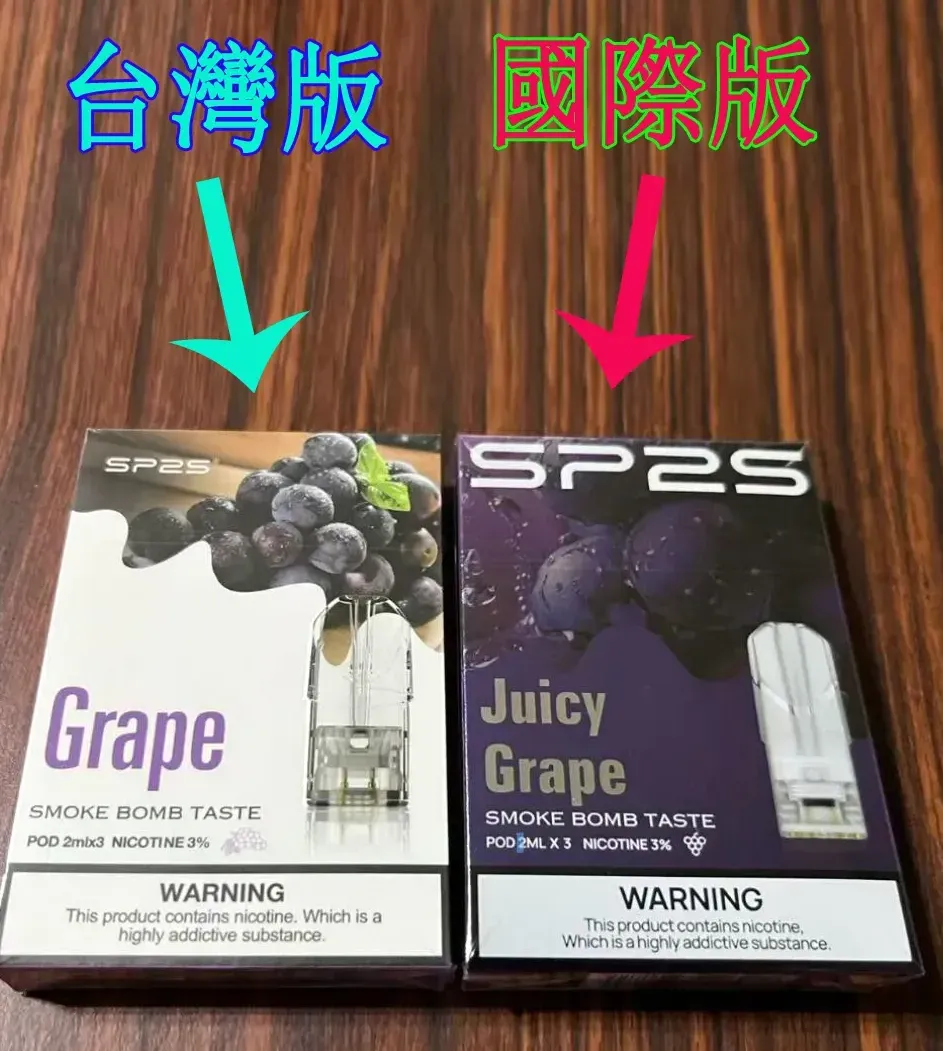 台灣版
國際版
SP2S
Grape
SMOKE BOMB TASTE
POD 2mlx3 NICOTINE 3%
WARNING
This product contains nicotine. Which is a
highly addictive substance.
SP2S
Juicy
Grape
SMOKE BOMB TASTE
POD 2ML X 3 NICOTINE 3%
WARNING
This product contains nicotine,
Which is a highly addictive substance.